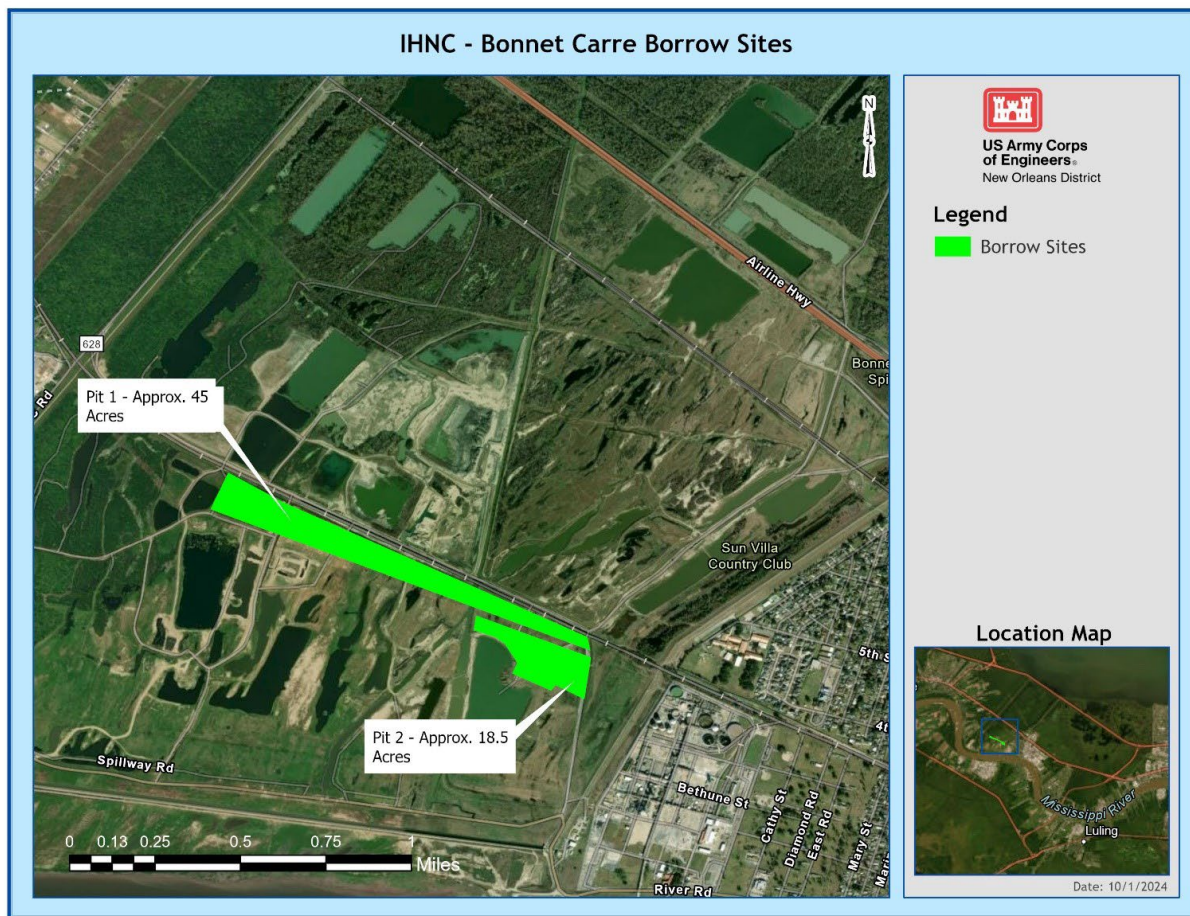 IHNC - Bonnet Carre Borrow Sites
N
US Army Corps
of Engineers®
New Orleans District
Legend
Borrow Sites
Airline Hwy
628
Pit 1 - Approx. 45
Acres
Sun Villa
Country Club
5th
Pit 2 - Approx. 18.5
Acres
Spillway Rd
Bethune St
Cathy St
Diamond Rd
East Rd
Mary St
River Rd
0 0.13 0.25 0.5 0.75 1
Miles
Location Map
Mississippi River
Luling
Date: 10/1/2024